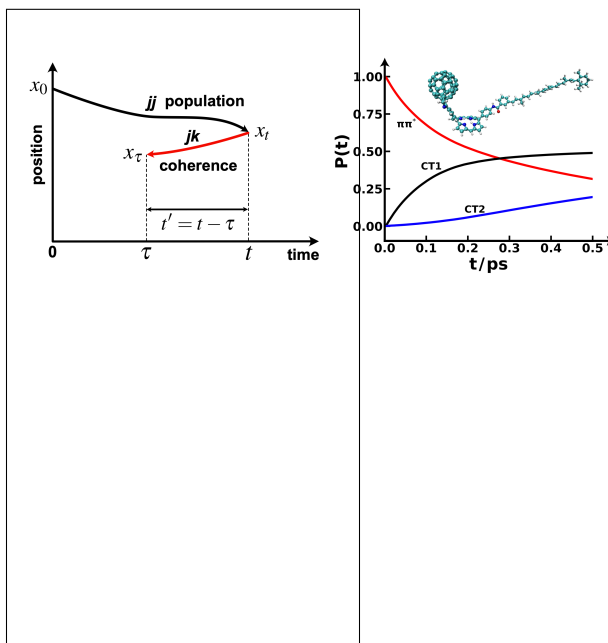 x₀
jj population
jk
xₜ
x_τ
coherence
position
t′ = t − τ
0
τ
t
time
1.00
0.75
0.50
0.25
0.00
P(t)
ππ*
CT1
CT2
0.0
0.1
0.2
0.3
0.4
0.5
t/ps